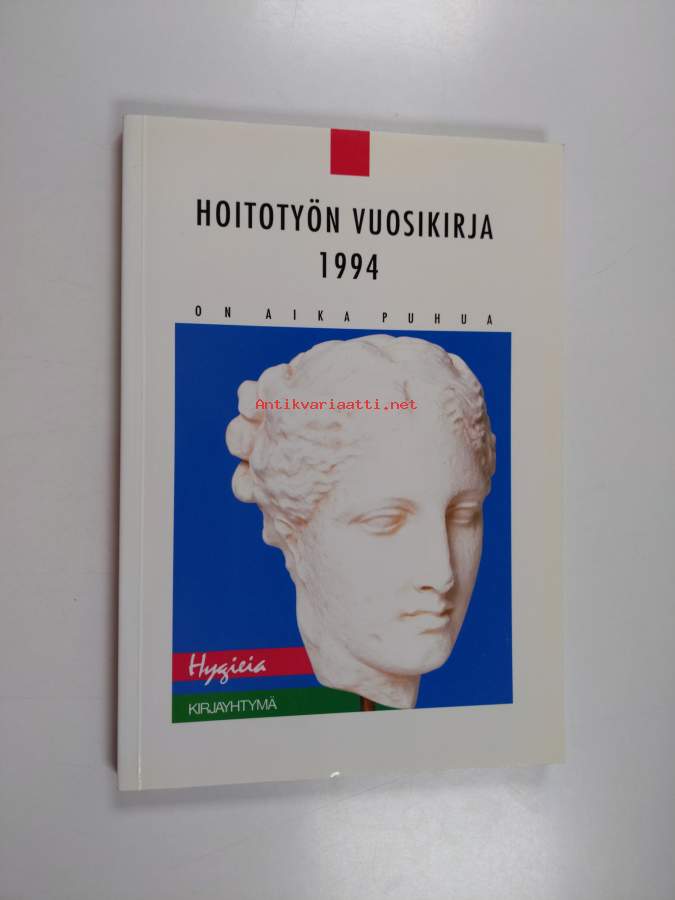 HOITOTYÖN VUOSIKIRJA
1994
ON AIKA PUHUA
Antikvariaatti.net
Hygieia
KIRJAYHTYMÄ